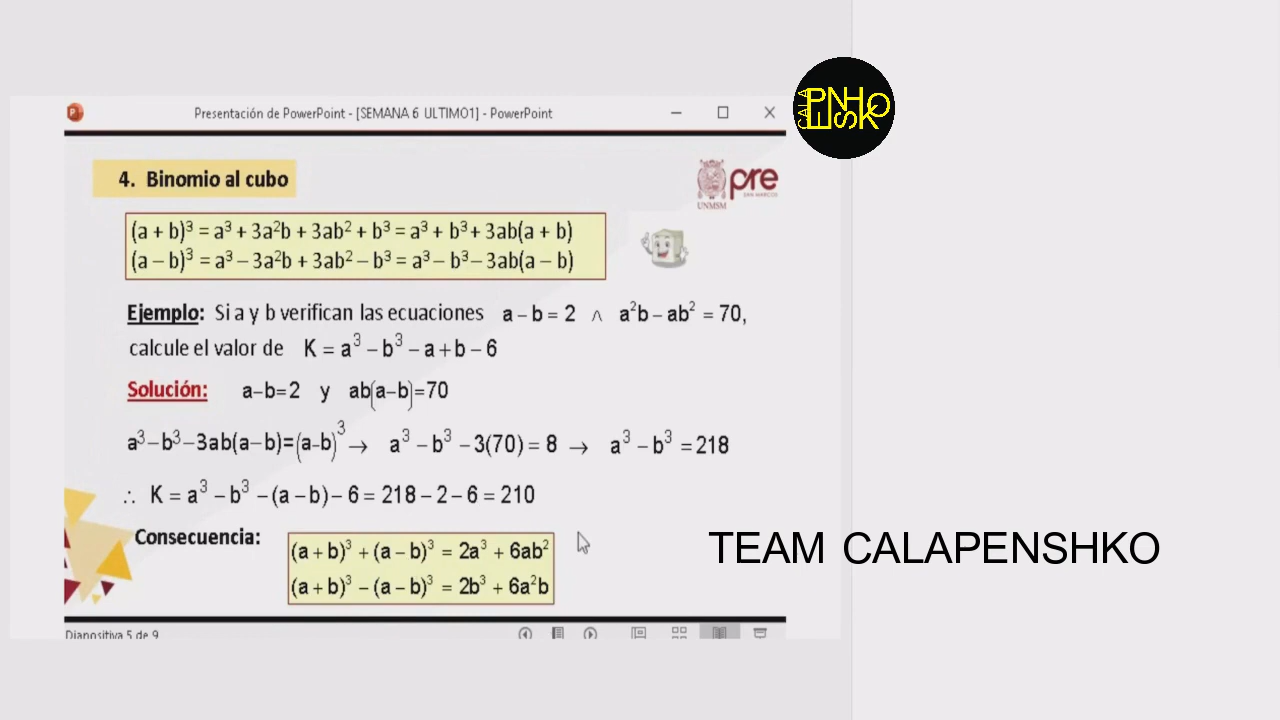 Presentación de PowerPoint - [SEMANA 6 ULTIMO1] - PowerPoint
CALA PENSHKO
4. Binomio al cubo
pre
SAN MARCOS
UNMSM
(a + b)³ = a³ + 3a²b + 3ab² + b³ = a³ + b³ + 3ab(a + b)
(a – b)³ = a³ – 3a²b + 3ab² – b³ = a³ – b³ – 3ab(a – b)
Ejemplo: Si a y b verifican las ecuaciones a – b = 2 ∧ a²b – ab² = 70,
calcule el valor de K = a³ – b³ – a + b – 6
Solución: a–b=2 y ab(a–b)=70
a³–b³–3ab(a–b)=(a–b)³ → a³ – b³ – 3(70) = 8 → a³ – b³ = 218
∴ K = a³ – b³ – (a – b) – 6 = 218 – 2 – 6 = 210
Consecuencia:
(a + b)³ + (a – b)³ = 2a³ + 6ab²
(a + b)³ – (a – b)³ = 2b³ + 6a²b
TEAM CALAPENSHKO
Diapositiva 5 de 9